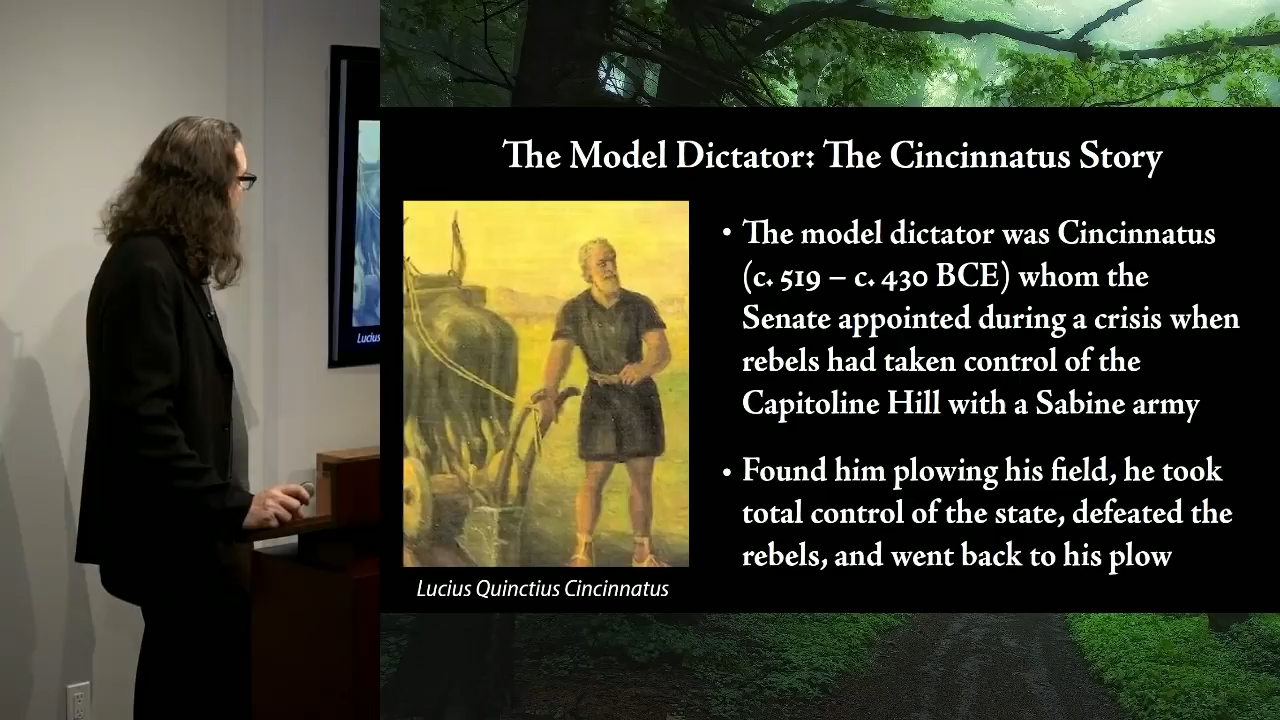 Lucius
The Model Dictator: The Cincinnatus Story
• The model dictator was Cincinnatus
(c. 519 – c. 430 BCE) whom the
Senate appointed during a crisis when
rebels had taken control of the
Capitoline Hill with a Sabine army
• Found him plowing his field, he took
total control of the state, defeated the
rebels, and went back to his plow
Lucius Quinctius Cincinnatus